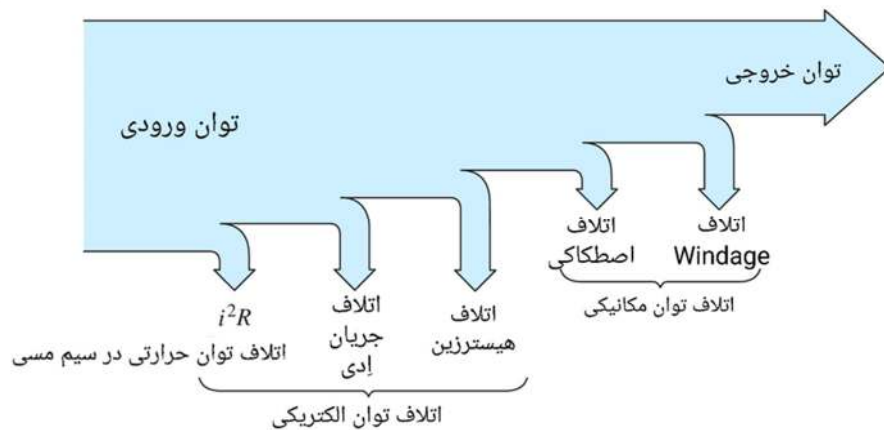 توان خروجی
توان ورودی
اتلاف
اصطکاکی
اتلاف
Windage
اتلاف توان مکانیکی
i²R
اتلاف توان حرارتی در سیم مسی
اتلاف
جریان
اِدی
اتلاف
هیسترزین
اتلاف توان الکتریکی